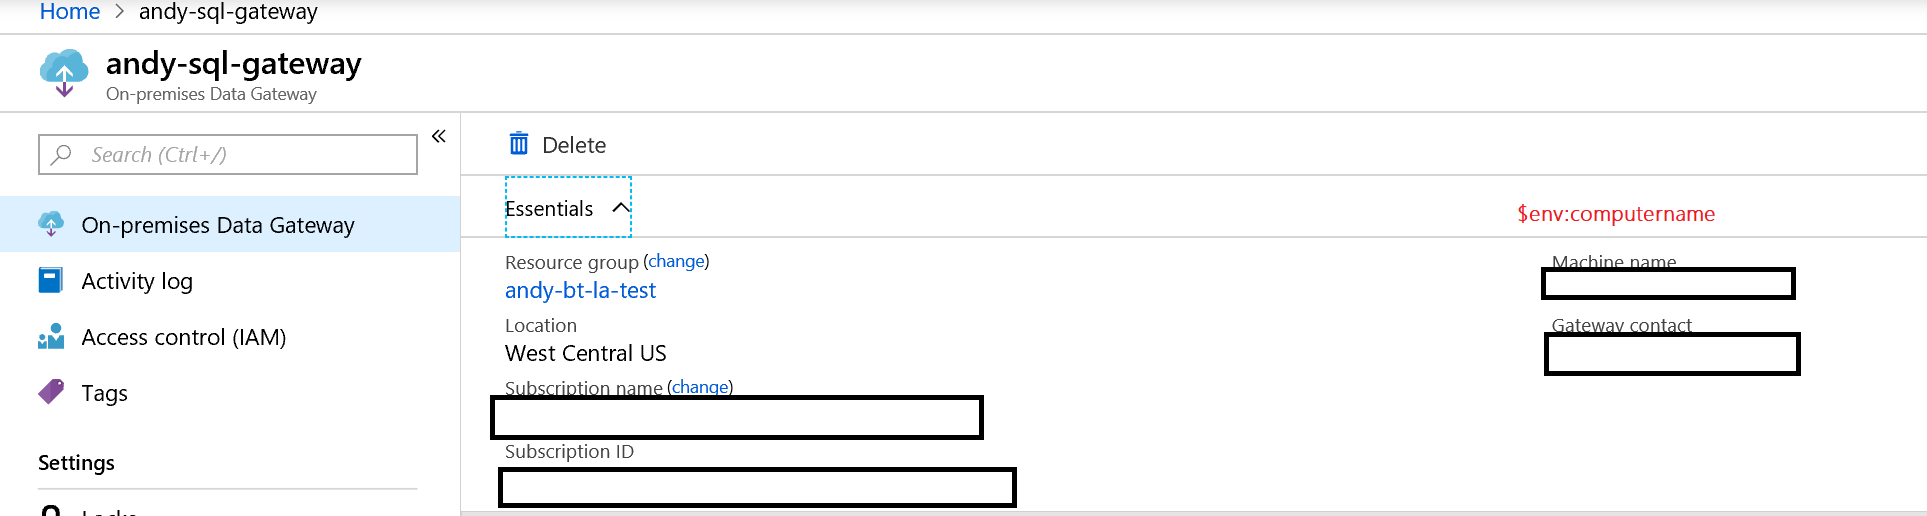 Home > andy-sql-gateway
andy-sql-gateway
On-premises Data Gateway
Search (Ctrl+/)
«
On-premises Data Gateway
Activity log
Access control (IAM)
Tags
Settings
Locks
Delete
Essentials
$env:computername
Resource group (change)
andy-bt-la-test
Location
West Central US
Subscription name (change)
Subscription ID
Machine name
Gateway contact